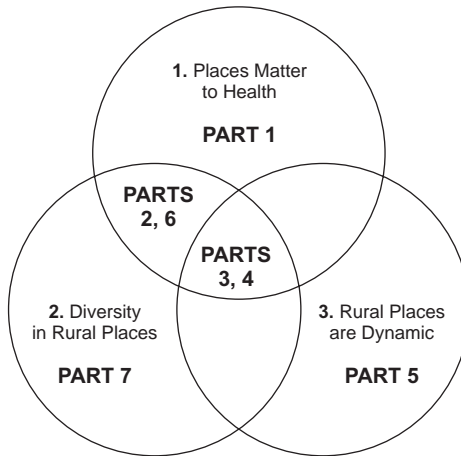 1. Places Matter
to Health
PART 1
PARTS
2, 6
PARTS
3, 4
2. Diversity
in Rural Places
PART 7
3. Rural Places
are Dynamic
PART 5